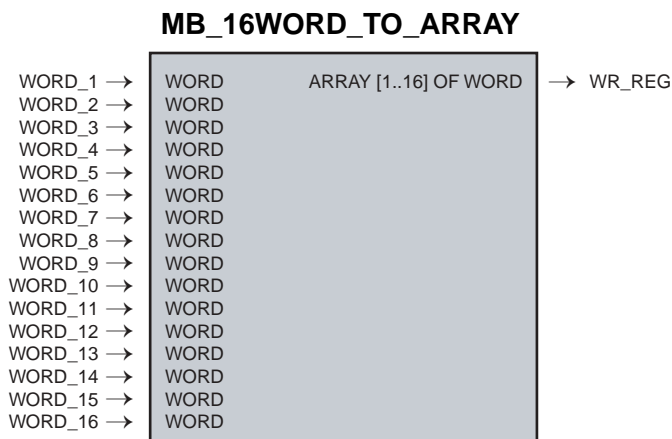 MB_16WORD_TO_ARRAY
WORD_1 → WORD ARRAY [1..16] OF WORD → WR_REG
WORD_2 → WORD
WORD_3 → WORD
WORD_4 → WORD
WORD_5 → WORD
WORD_6 → WORD
WORD_7 → WORD
WORD_8 → WORD
WORD_9 → WORD
WORD_10 → WORD
WORD_11 → WORD
WORD_12 → WORD
WORD_13 → WORD
WORD_14 → WORD
WORD_15 → WORD
WORD_16 → WORD